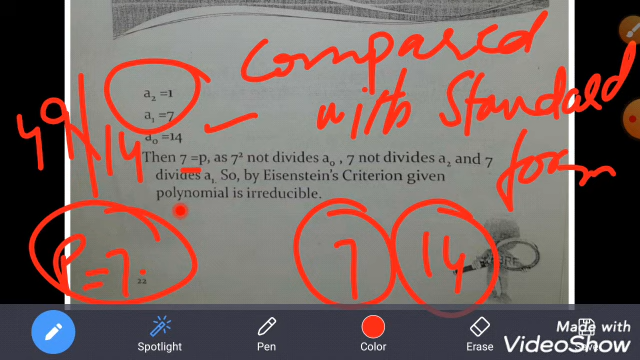 compared
with Standard
form
a₂ =1
a₁ =7
a₀ =14
49 14
Then 7 =p, as 7² not divides a₀ , 7 not divides a₂ and 7
divides a₁. So, by Eisenstein's Criterion given
polynomial is irreducible.
P = 7.
7 14
22
Spotlight Pen Color Erase
Made with
VideoShow